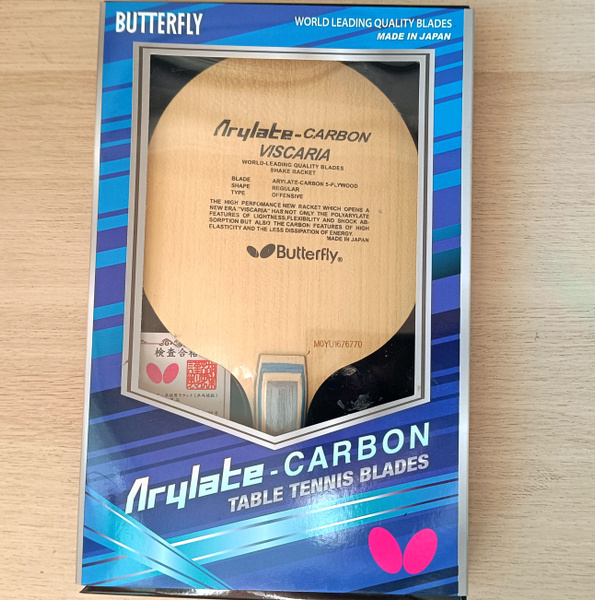 BUTTERFLY
WORLD LEADING QUALITY BLADES
MADE IN JAPAN
Arylate-CARBON
VISCARIA
WORLD-LEADING QUALITY BLADES
SHAKE RACKET
BLADE ARYLATE-CARBON 5-PLYWOOD
SHAPE REGULAR
TYPE OFFENSIVE
THE HIGH PERFOMANCE NEW RACKET WHICH OPENS A
NEW ERA "VISCARIA" HAS NOT ONLY THE POLYARYLATE
FEATURES OF LIGHTNESS,FLEXIBILITY AND SHOCK AB-
SORPTION BUT ALSO THE CARBON FEATURES OF HIGH
ELASTICITY AND THE LESS DISSIPATION OF ENERGY.
MADE IN JAPAN
Butterfly®
M0YU1676770
検査合格
Arylate-CARBON
TABLE TENNIS BLADES